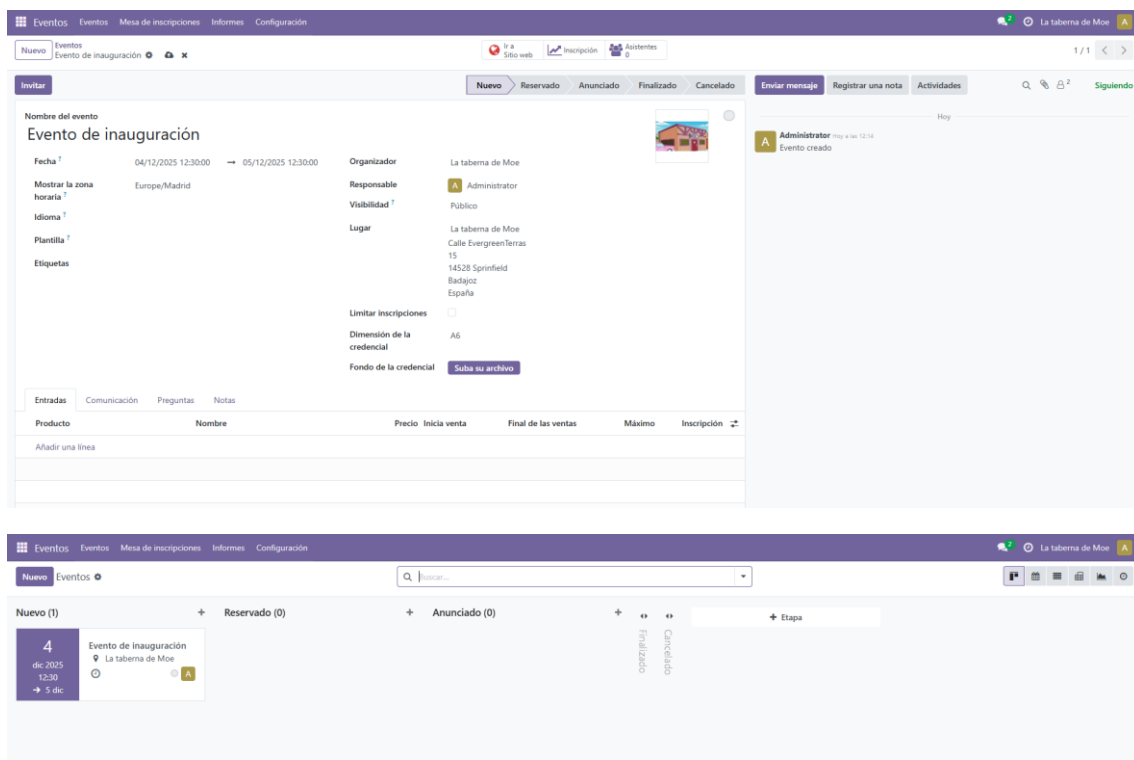 Eventos Eventos Mesa de inscripciones Informes Configuración 2 La taberna de Moe A
Nuevo Eventos Evento de inauguración Ir a Sitio web Inscripción Asistentes 0 1 / 1
Invitar Nuevo Reservado Anunciado Finalizado Cancelado Enviar mensaje Registrar una nota Actividades 2 Siguiendo
Hoy
Nombre del evento
Evento de inauguración
A Administrator Hoy a las 12:14
Evento creado
Fecha ? 04/12/2025 12:30:00 → 05/12/2025 12:30:00
Mostrar la zona horaria ? Europe/Madrid
Idioma ?
Plantilla ?
Etiquetas
Organizador La taberna de Moe
Responsable A Administrator
Visibilidad ? Público
Lugar La taberna de Moe
Calle EvergreenTerras
15
14528 Sprinfield
Badajoz
España
Limitar inscripciones
Dimensión de la credencial A6
Fondo de la credencial Suba su archivo
Entradas Comunicación Preguntas Notas
Producto Nombre Precio Inicia venta Final de las ventas Máximo Inscripción
Añadir una línea
Eventos Eventos Mesa de inscripciones Informes Configuración 2 La taberna de Moe A
Nuevo Eventos Buscar...
Nuevo (1) + Reservado (0) + Anunciado (0) + Finalizado Cancelado + Etapa
4
dic 2025
12:30
→ 5 dic
Evento de inauguración
La taberna de Moe
A